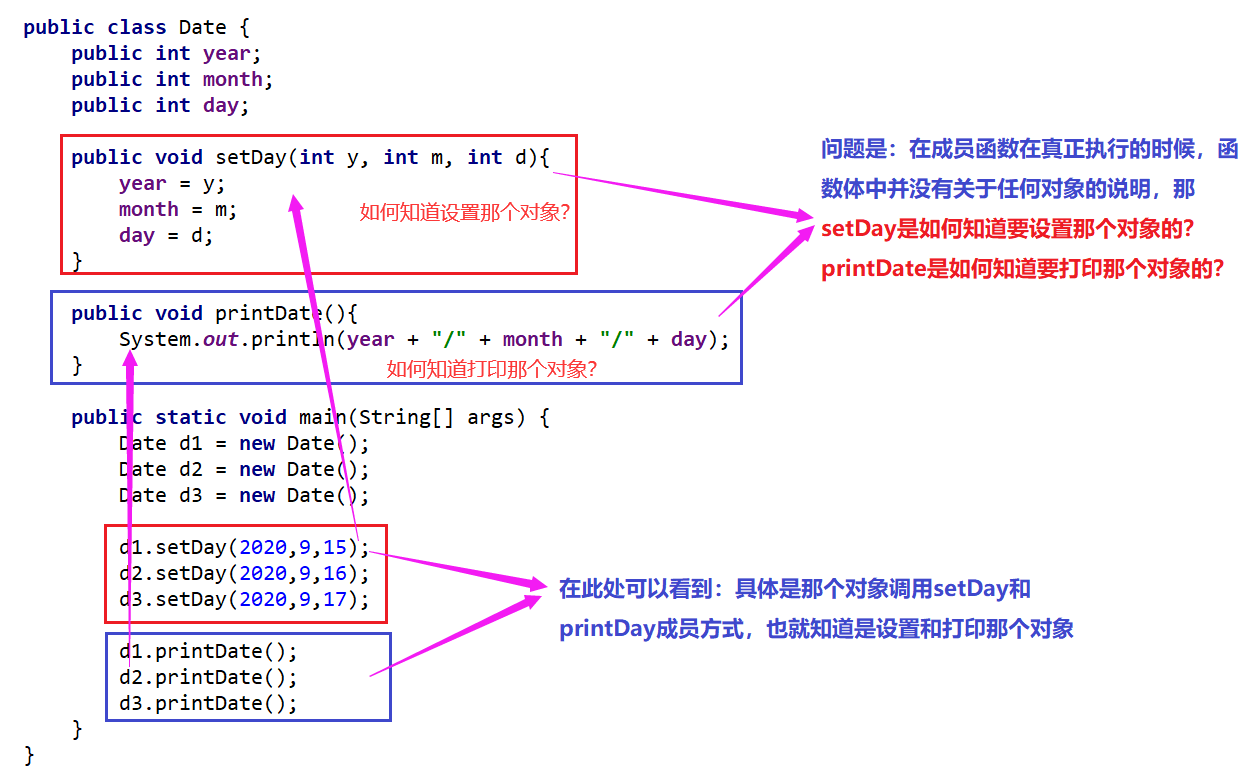 public class Date {
public int year;
public int month;
public int day;
public void setDay(int y, int m, int d){
year = y;
month = m;
day = d;
}
如何知道设置那个对象？
public void printDate(){
System.out.println(year + "/" + month + "/" + day);
}
如何知道打印那个对象？
public static void main(String[] args) {
Date d1 = new Date();
Date d2 = new Date();
Date d3 = new Date();
d1.setDay(2020,9,15);
d2.setDay(2020,9,16);
d3.setDay(2020,9,17);
d1.printDate();
d2.printDate();
d3.printDate();
}
}
问题是：在成员函数在真正执行的时候，函
数体中并没有关于任何对象的说明，那
setDay是如何知道要设置那个对象的？
printDate是如何知道要打印那个对象的？
在此处可以看到：具体是那个对象调用setDay和
printDay成员方式，也就知道是设置和打印那个对象